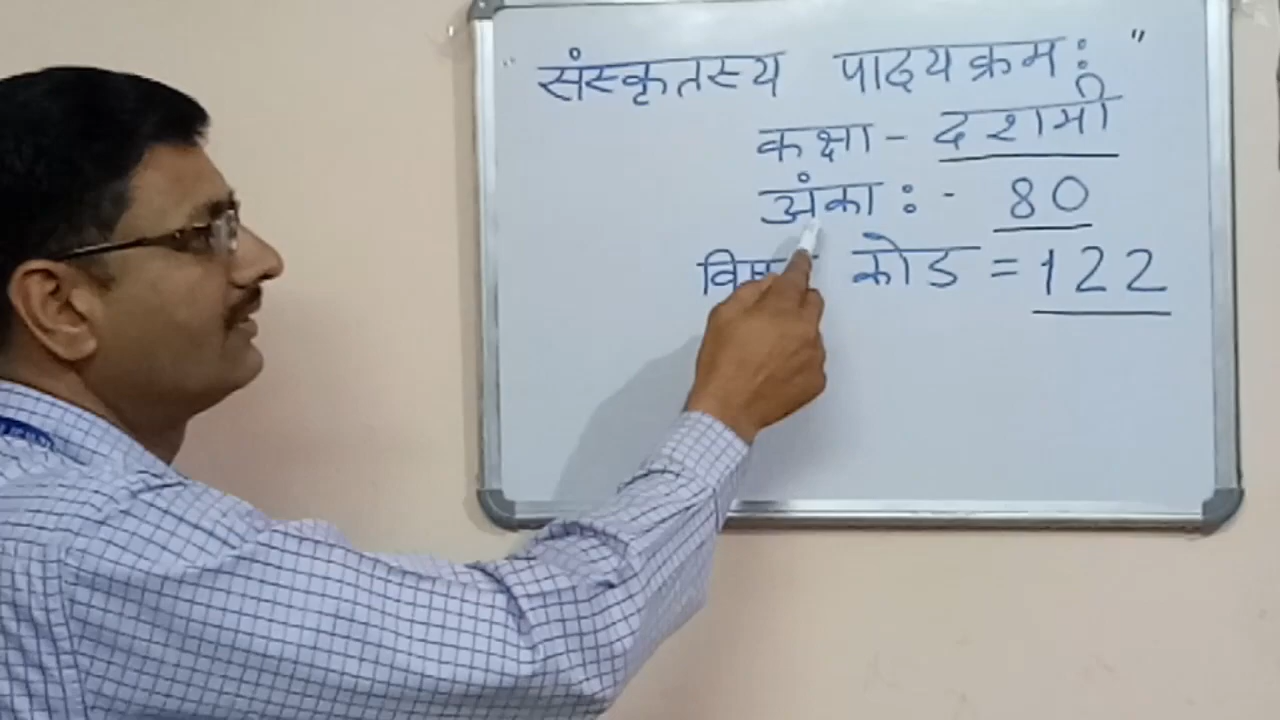 "संस्कृतस्य पाठ्यक्रमः"
कक्षा - दशमी
अंकाः - 80
कोड = 122